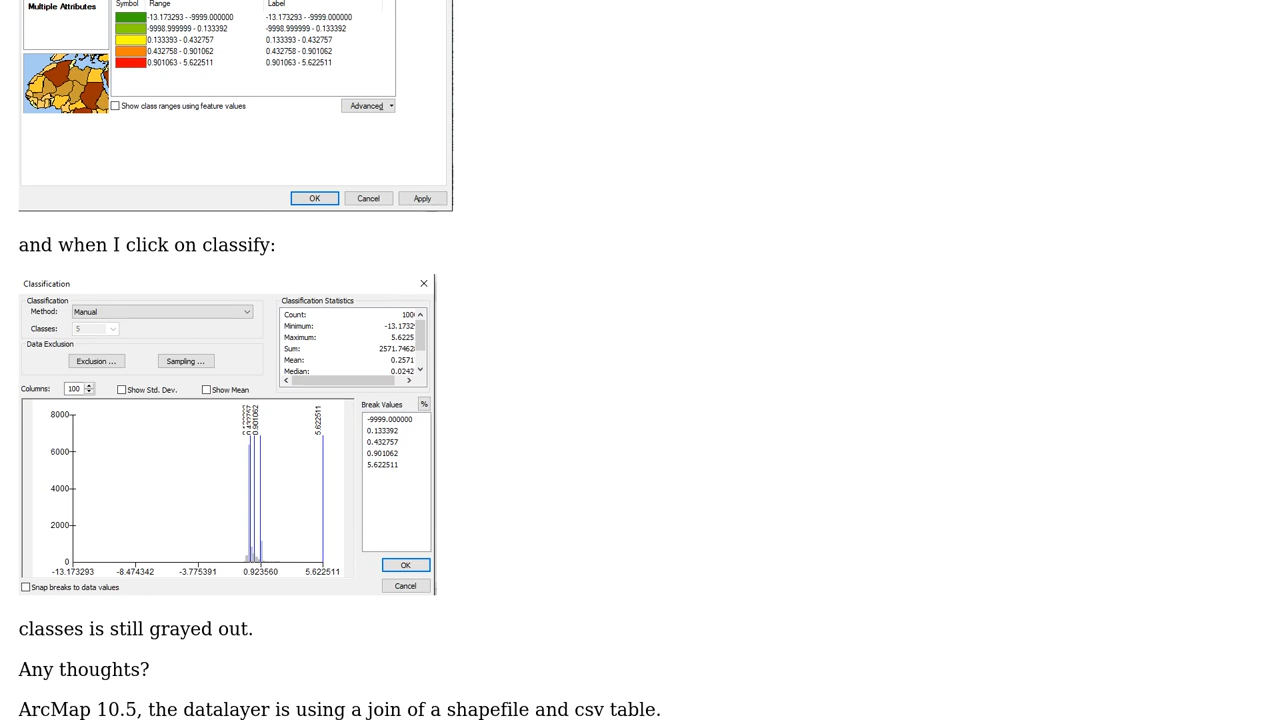 Multiple Attributes
Symbol Range Label
-13.173293 - -9999.000000 -13.173293 - -9999.000000
-9998.999999 - 0.133392 -9998.999999 - 0.133392
0.133393 - 0.432757 0.133393 - 0.432757
0.432758 - 0.901062 0.432758 - 0.901062
0.901063 - 5.622511 0.901063 - 5.622511
Show class ranges using feature values Advanced
OK Cancel Apply
and when I click on classify:
Classification
Classification
Method: Manual
Classes: 5
Data Exclusion
Exclusion ... Sampling ...
Classification Statistics
Count: 100
Minimum: -13.1732
Maximum: 5.6225
Sum: 2571.7462
Mean: 0.2571
Median: 0.0242
Columns: 100 Show Std. Dev. Show Mean
Break Values %
-9999.000000
0.133392
0.432757
0.901062
5.622511
0.901062 5.622511
8000
6000
4000
2000
0
-13.173293 -8.474342 -3.775391 0.923560 5.622511
OK
Cancel
Snap breaks to data values
classes is still grayed out.
Any thoughts?
ArcMap 10.5, the datalayer is using a join of a shapefile and csv table.